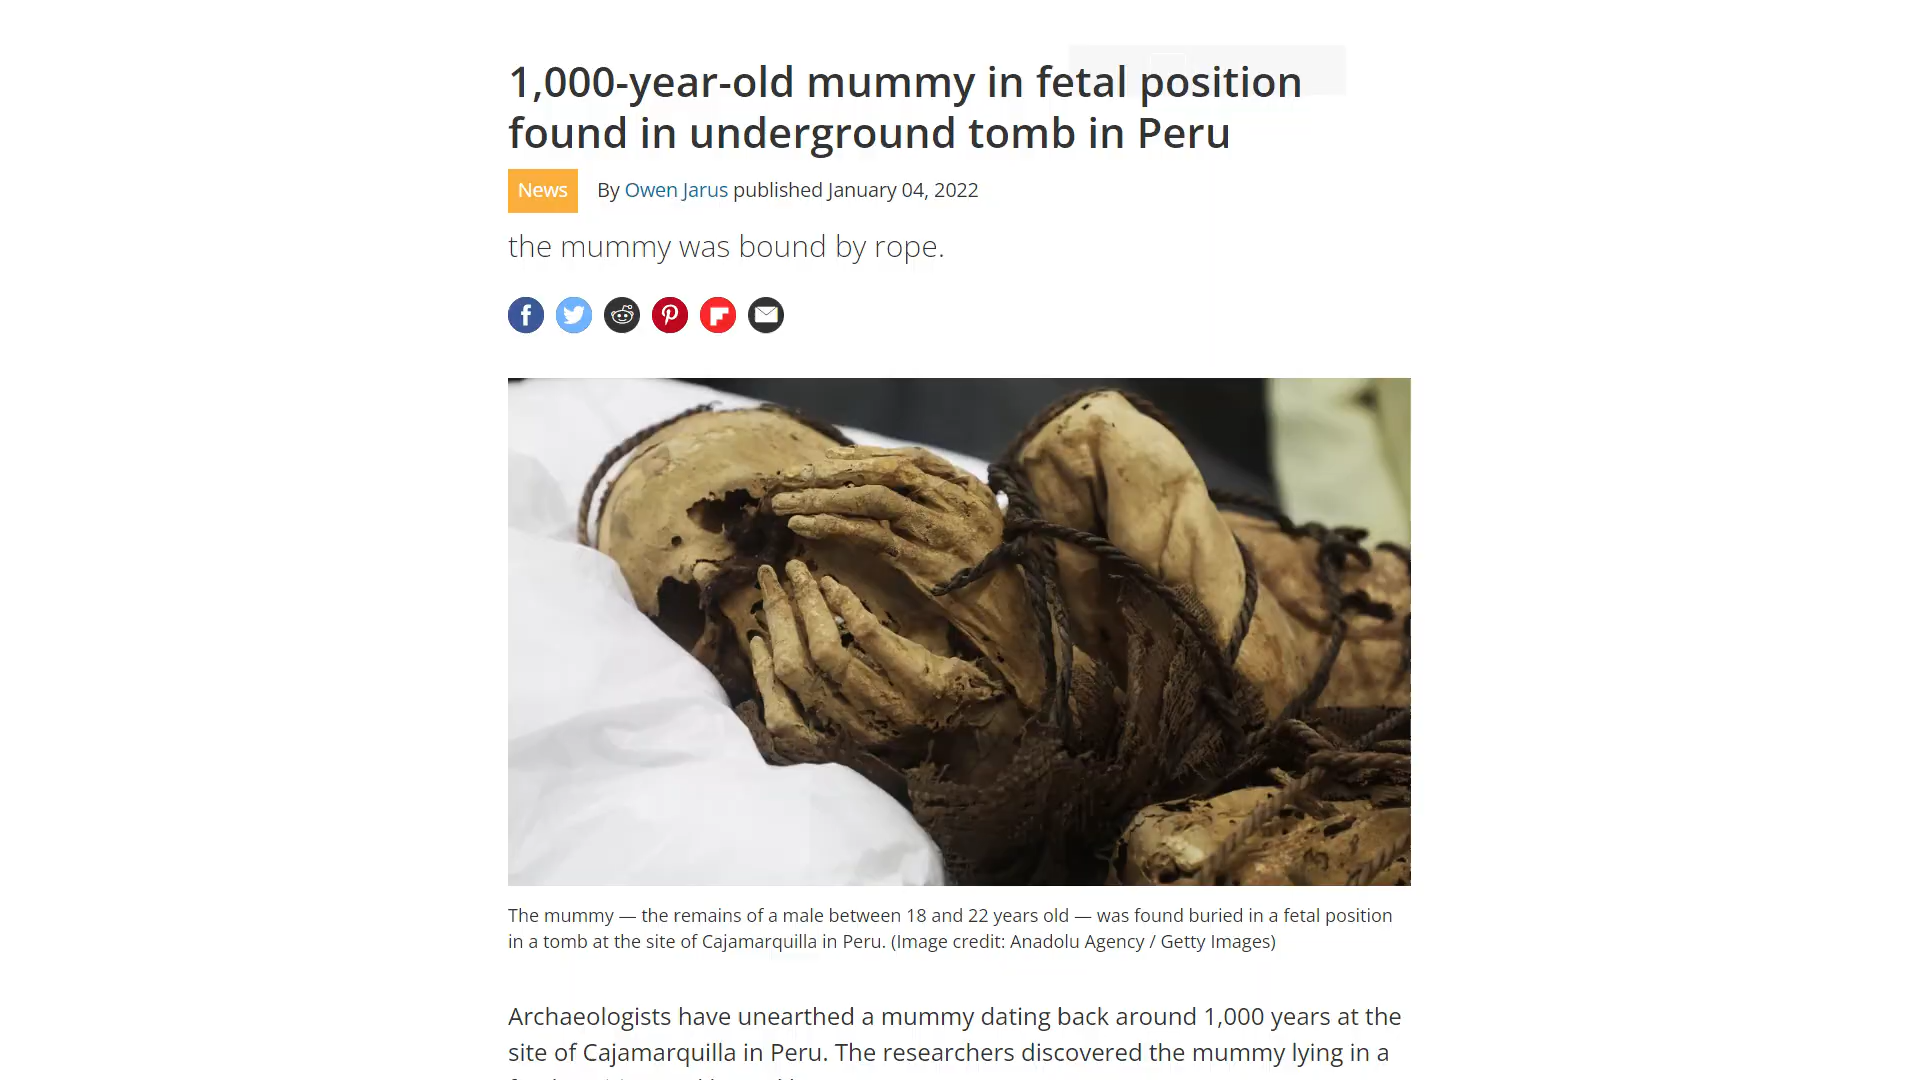 1,000-year-old mummy in fetal position
found in underground tomb in Peru
News By Owen Jarus published January 04, 2022
the mummy was bound by rope.
The mummy — the remains of a male between 18 and 22 years old — was found buried in a fetal position
in a tomb at the site of Cajamarquilla in Peru. (Image credit: Anadolu Agency / Getty Images)
Archaeologists have unearthed a mummy dating back around 1,000 years at the
site of Cajamarquilla in Peru. The researchers discovered the mummy lying in a